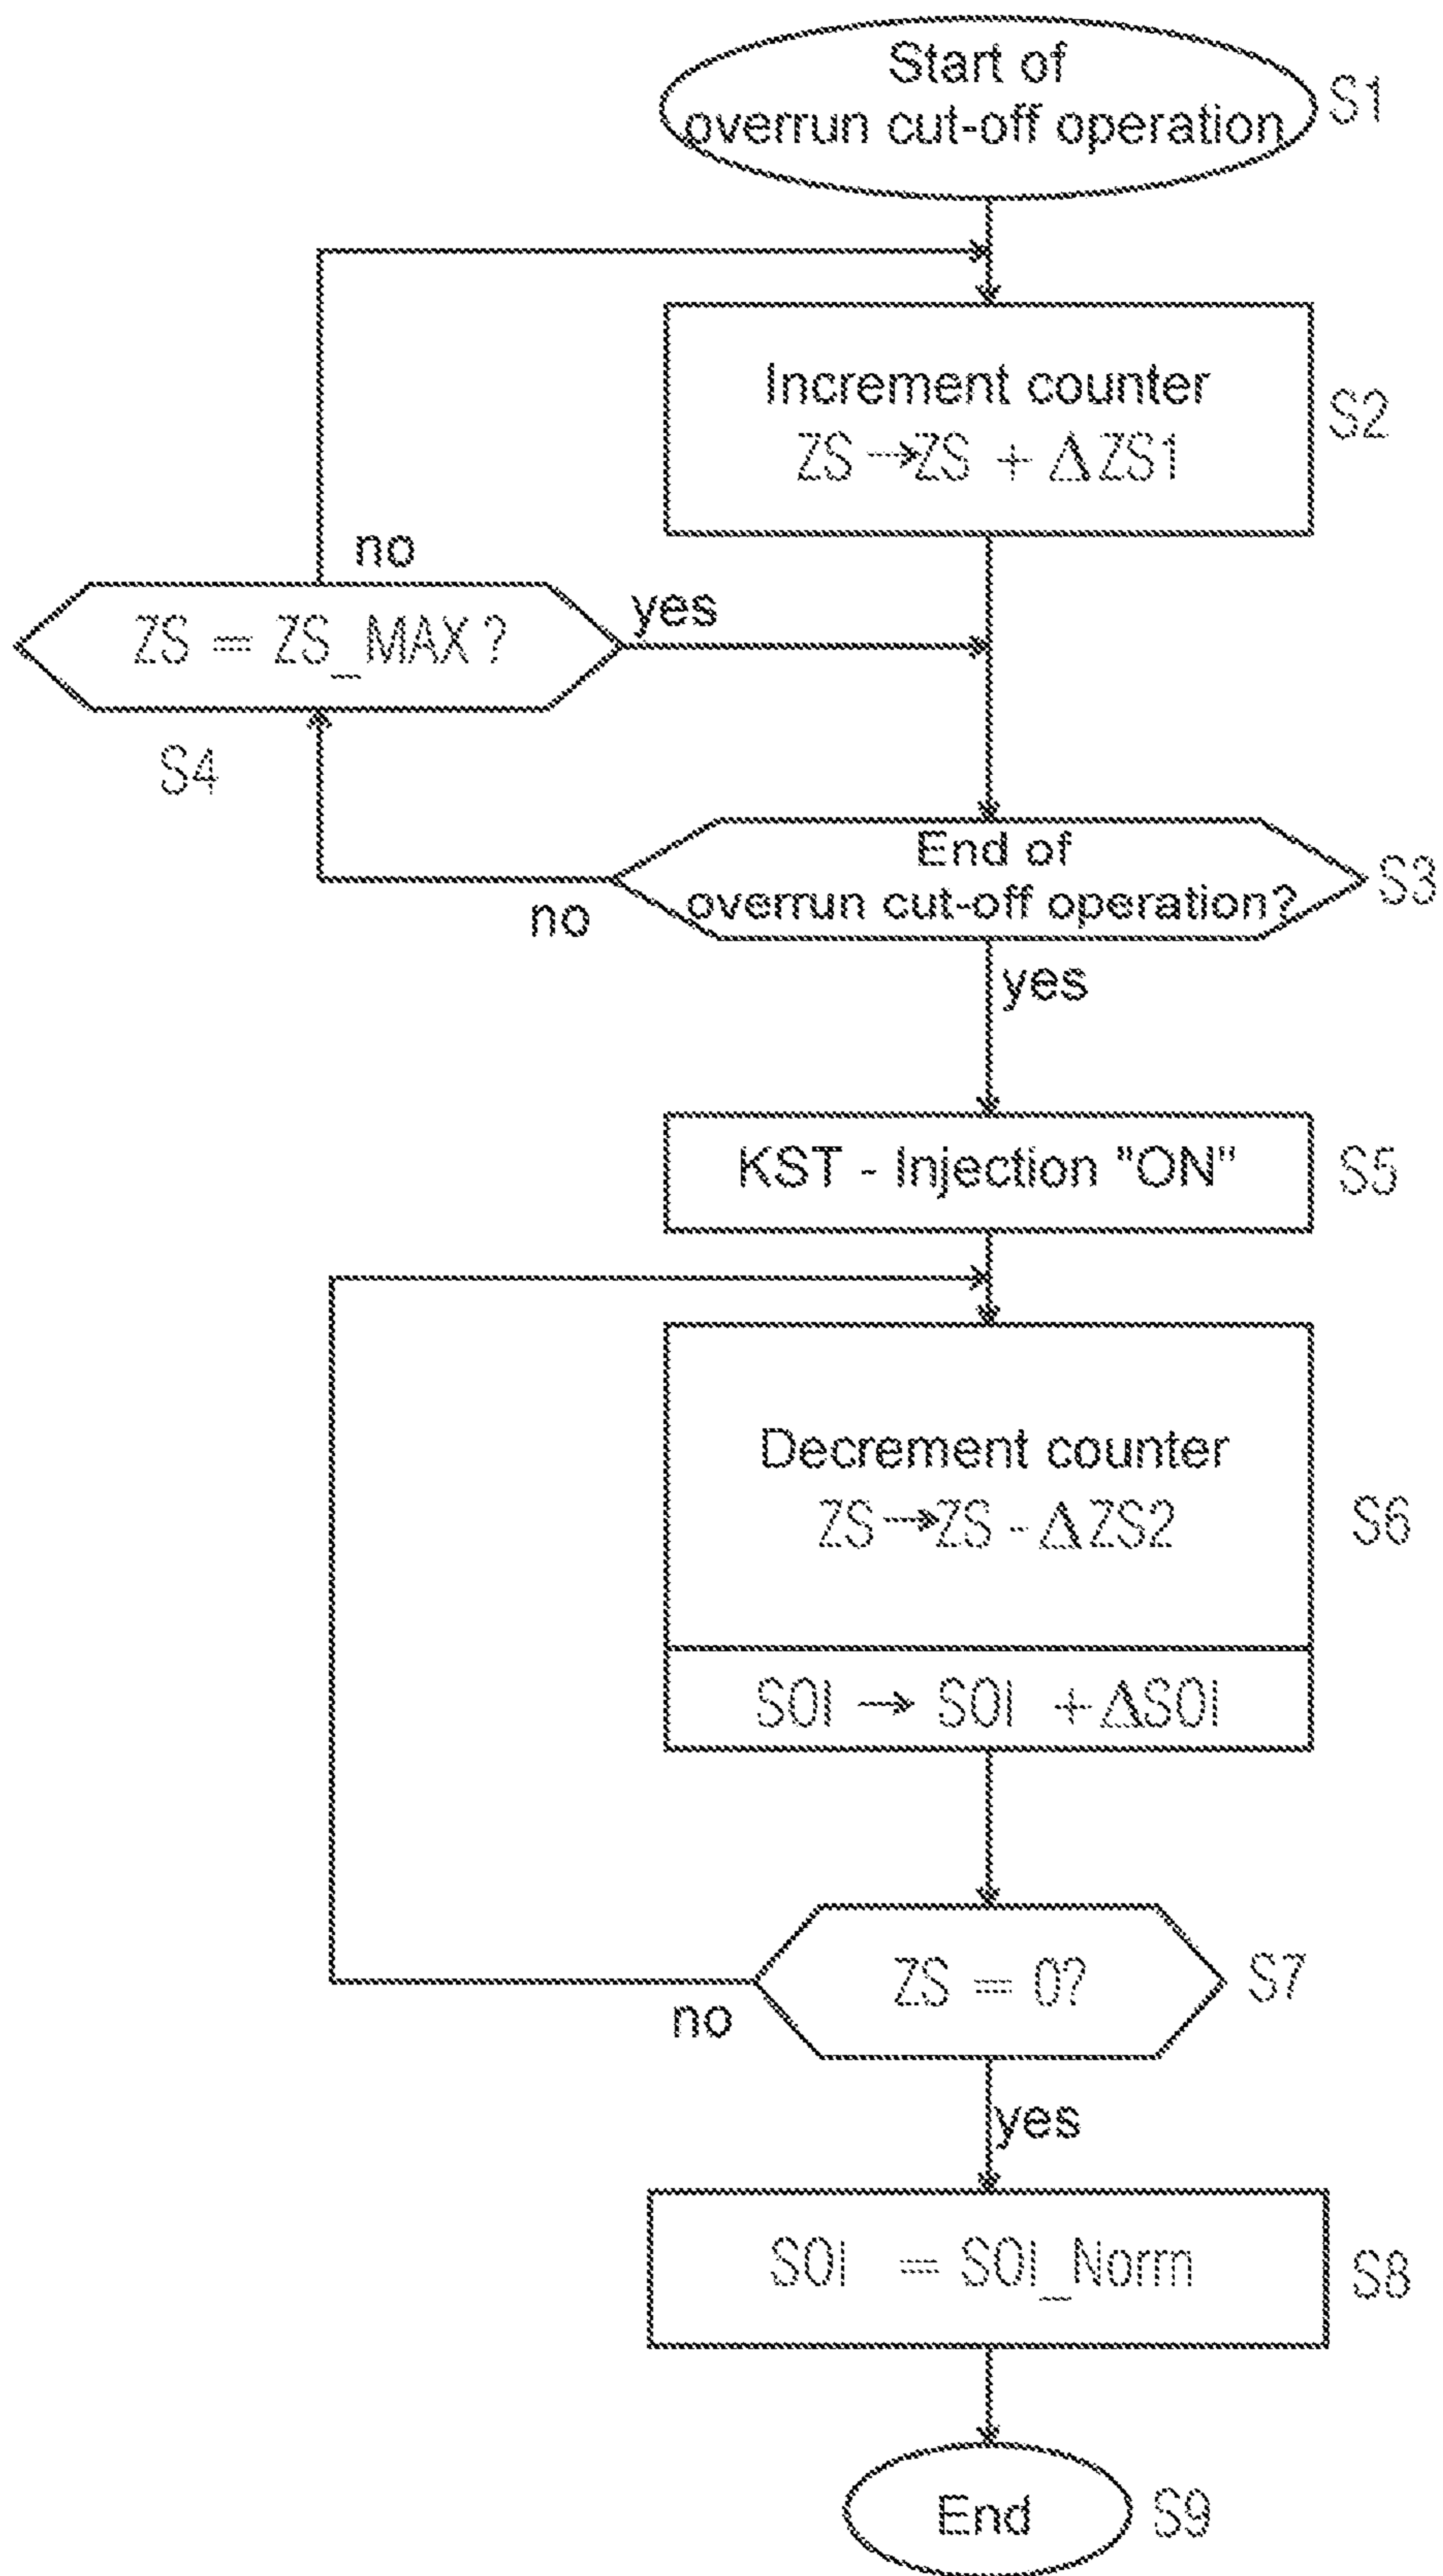 Start of
overrun cut-off operation
S1
Increment counter
ZS → ZS + ΔZS1
S2
no
ZS = ZS_MAX ?
yes
S4
End of
overrun cut-off operation?
S3
no
yes
KST - Injection "ON"
S5
Decrement counter
ZS → ZS - ΔZS2
S6
SOI → SOI + ΔSOI
ZS = 0?
S7
no
yes
SOI = SOI_Norm
S8
End
S9